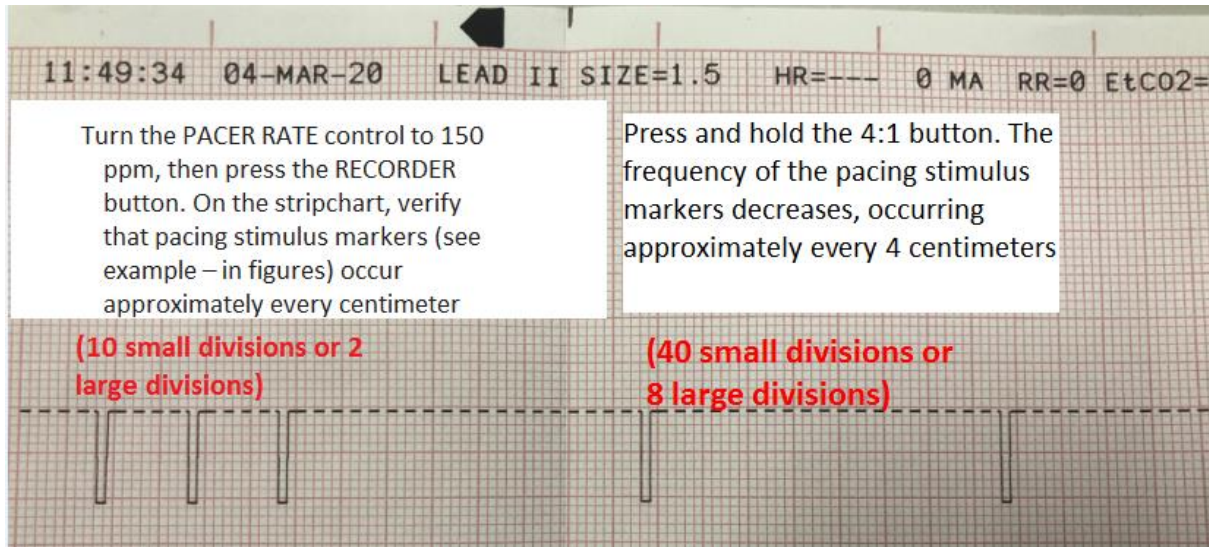 11:49:34 04-MAR-20 LEAD II SIZE=1.5 HR=--- 0 MA RR=0 EtCO2=
Turn the PACER RATE control to 150
ppm, then press the RECORDER
button. On the stripchart, verify
that pacing stimulus markers (see
example – in figures) occur
approximately every centimeter
(10 small divisions or 2
large divisions)
Press and hold the 4:1 button. The
frequency of the pacing stimulus
markers decreases, occurring
approximately every 4 centimeters
(40 small divisions or
8 large divisions)